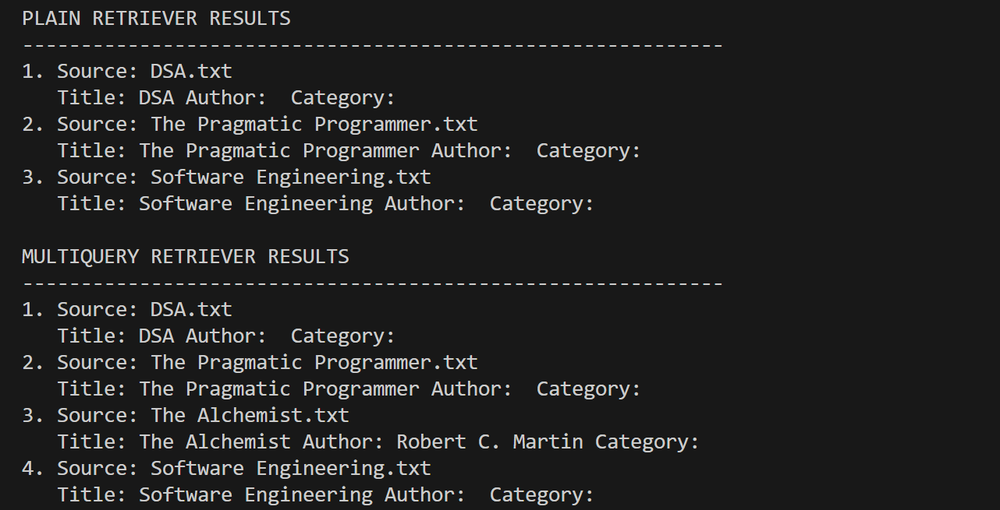 PLAIN RETRIEVER RESULTS
------------------------------------------------------------
1. Source: DSA.txt
   Title: DSA Author:  Category:
2. Source: The Pragmatic Programmer.txt
   Title: The Pragmatic Programmer Author:  Category:
3. Source: Software Engineering.txt
   Title: Software Engineering Author:  Category:

MULTIQUERY RETRIEVER RESULTS
------------------------------------------------------------
1. Source: DSA.txt
   Title: DSA Author:  Category:
2. Source: The Pragmatic Programmer.txt
   Title: The Pragmatic Programmer Author:  Category:
3. Source: The Alchemist.txt
   Title: The Alchemist Author: Robert C. Martin Category:
4. Source: Software Engineering.txt
   Title: Software Engineering Author:  Category: